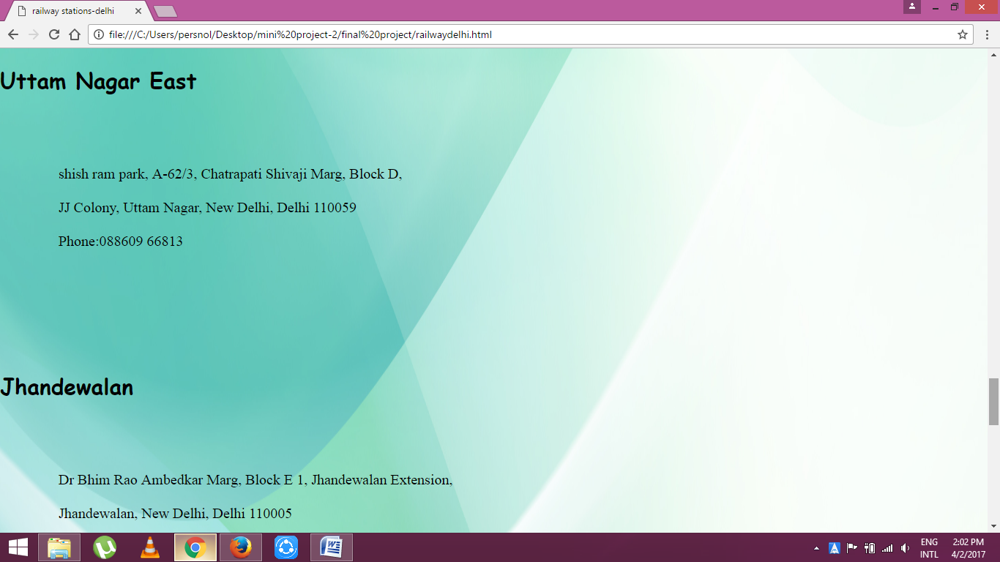 railway stations-delhi
file:///C:/Users/persnol/Desktop/mini%20project-2/final%20project/railwaydelhi.html
Uttam Nagar East
shish ram park, A-62/3, Chatrapati Shivaji Marg, Block D,
JJ Colony, Uttam Nagar, New Delhi, Delhi 110059
Phone:088609 66813
Jhandewalan
Dr Bhim Rao Ambedkar Marg, Block E 1, Jhandewalan Extension,
Jhandewalan, New Delhi, Delhi 110005
ENG 2:02 PM
INTL 4/2/2017